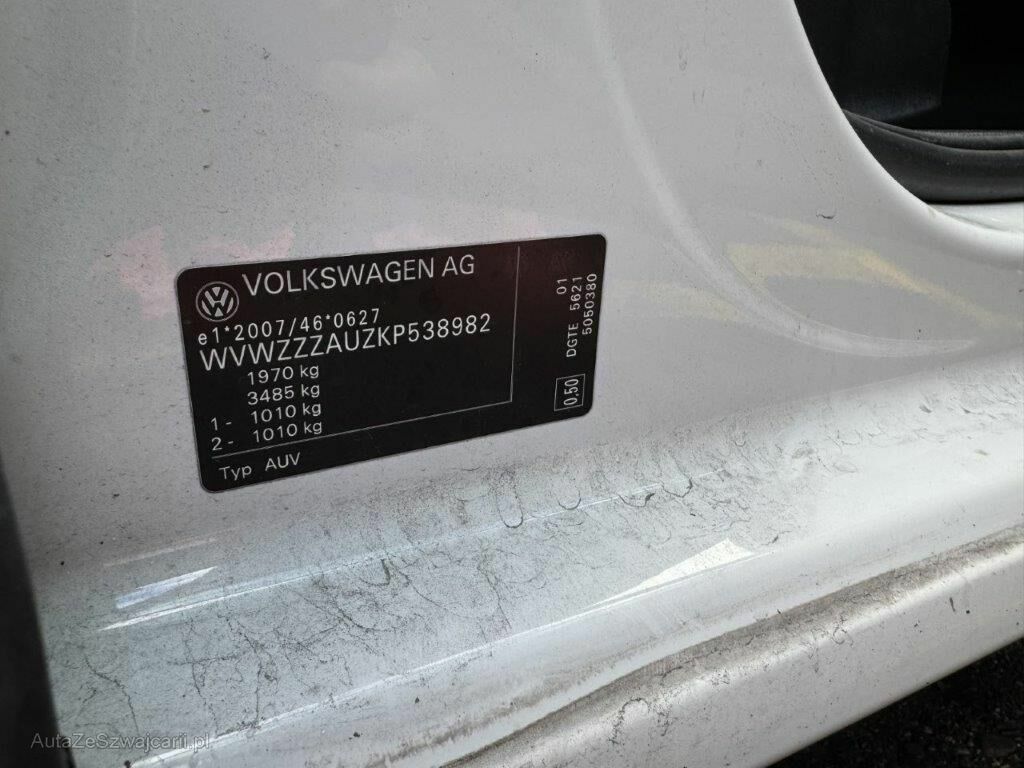 VOLKSWAGEN AG
e1*2007/46*0627
WVWZZZAUZKP538982
1970 kg
3485 kg
1- 1010 kg
2- 1010 kg
Typ AUV
DGTE 5621 01
5050380
0,50
AutaZeSzwajcarii.pl